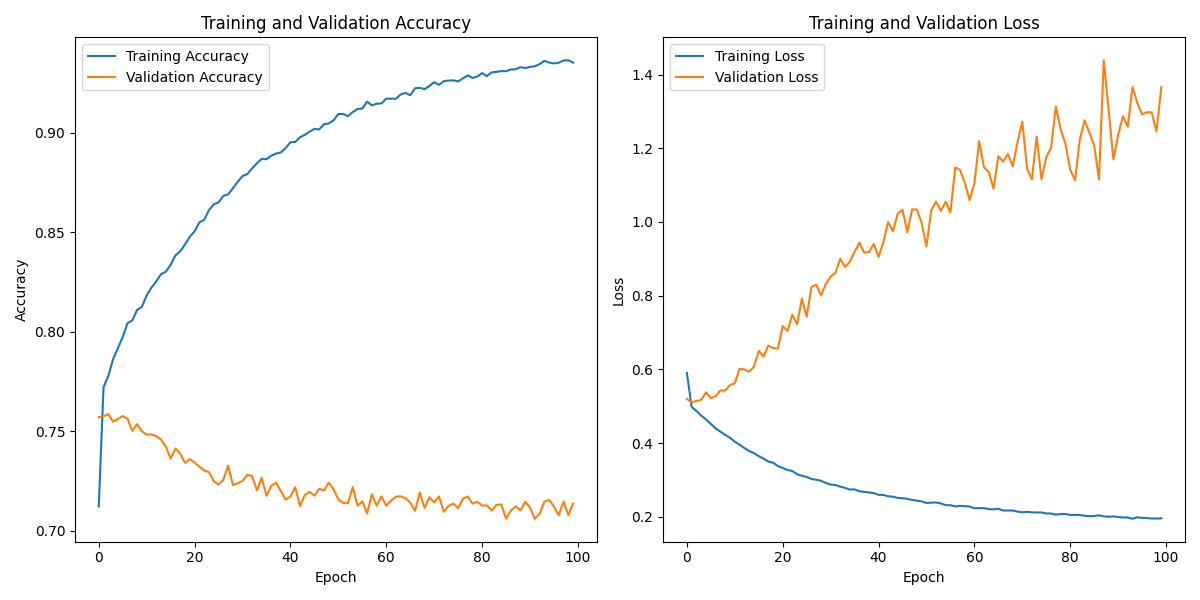 Training and Validation Accuracy
Training Accuracy
Validation Accuracy
0.90
0.85
0.80
0.75
0.70
Accuracy
0 20 40 60 80 100
Epoch
Training and Validation Loss
Training Loss
Validation Loss
1.4
1.2
1.0
0.8
0.6
0.4
0.2
Loss
0 20 40 60 80 100
Epoch